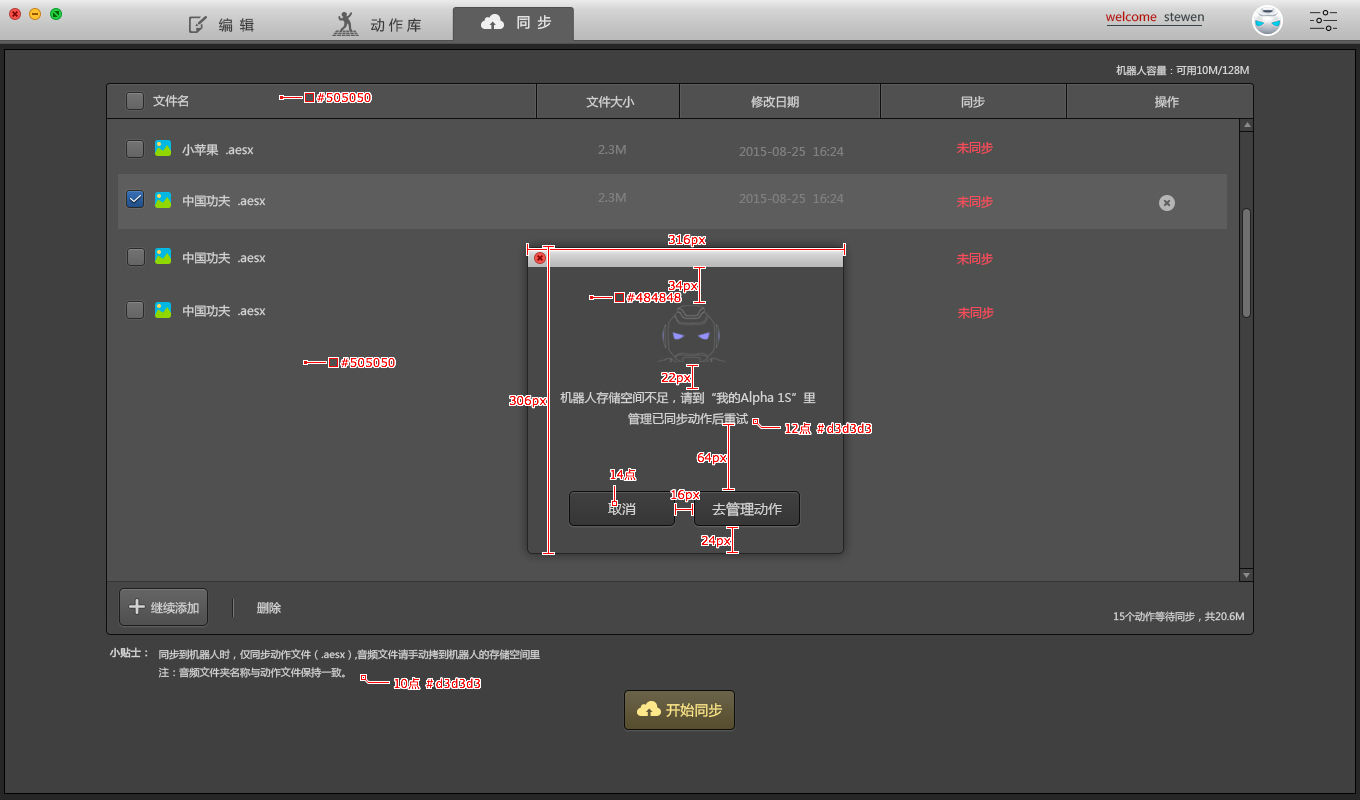 编 辑
动作库
同 步
welcome stewen
机器人容量：可用10M/128M
文件名
#505050
文件大小
修改日期
同步
操作
小苹果 .aesx
2.3M
2015-08-25 16:24
未同步
中国功夫 .aesx
2.3M
2015-08-25 16:24
未同步
中国功夫 .aesx
未同步
中国功夫 .aesx
未同步
#505050
316px
34px
#484848
22px
306px
机器人存储空间不足，请到“我的Alpha 1S”里
管理已同步动作后重试
12点 #d3d3d3
64px
14点
16px
取消
去管理动作
24px
继续添加
删除
15个动作等待同步，共20.6M
小贴士：
同步到机器人时，仅同步动作文件（.aesx）,音频文件请手动拷到机器人的存储空间里
注：音频文件夹名称与动作文件保持一致。
10点 #d3d3d3
开始同步